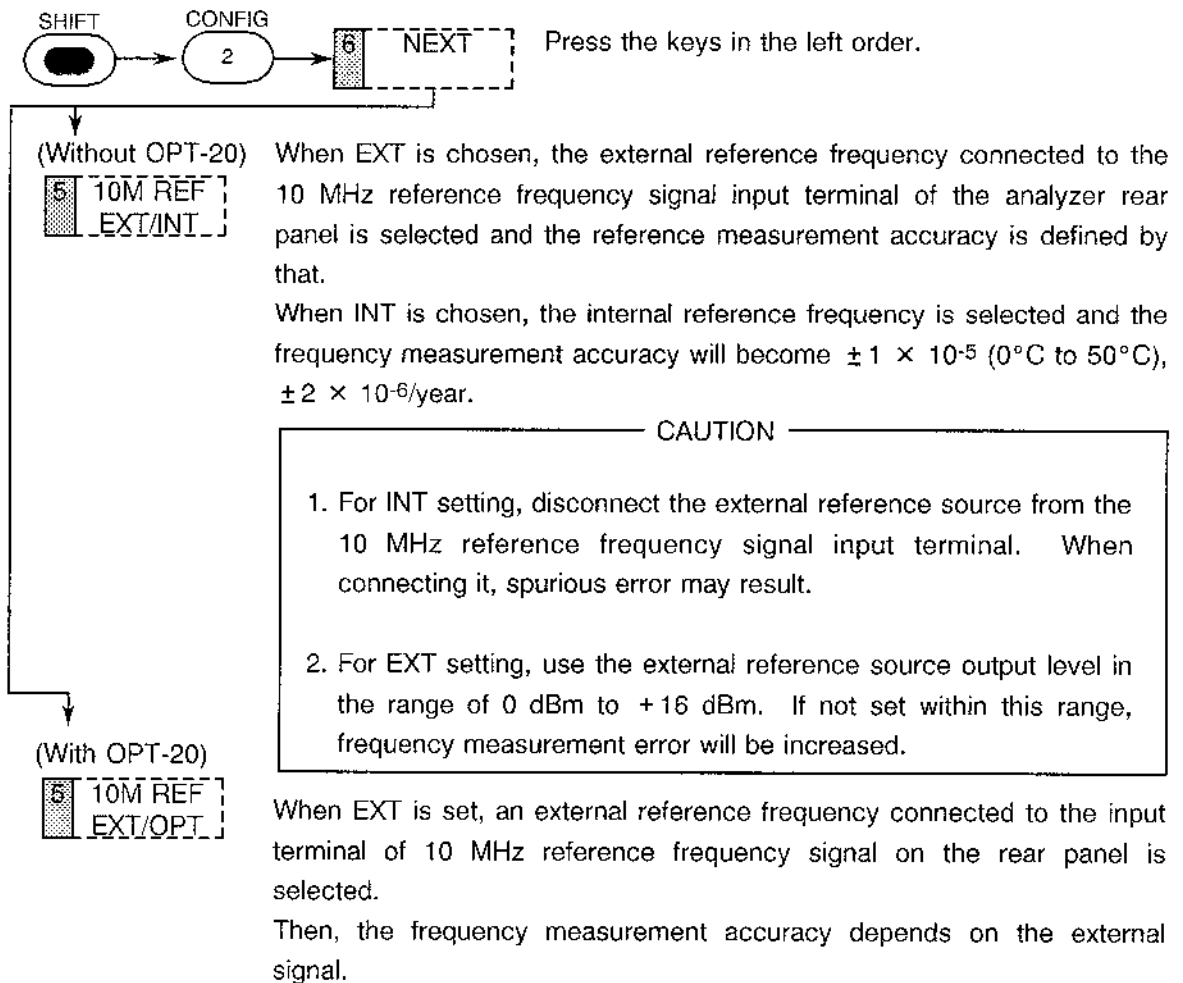 SHIFT CONFIG
2 6 NEXT Press the keys in the left order.
(Without OPT-20) When EXT is chosen, the external reference frequency connected to the
5 10M REF 10 MHz reference frequency signal input terminal of the analyzer rear
EXT/INT panel is selected and the reference measurement accuracy is defined by
that.
When INT is chosen, the internal reference frequency is selected and the
frequency measurement accuracy will become ±1 × 10-5 (0°C to 50°C),
±2 × 10-6/year.
CAUTION
1. For INT setting, disconnect the external reference source from the
10 MHz reference frequency signal input terminal. When
connecting it, spurious error may result.
2. For EXT setting, use the external reference source output level in
the range of 0 dBm to +16 dBm. If not set within this range,
frequency measurement error will be increased.
(With OPT-20)
5 10M REF
EXT/OPT
When EXT is set, an external reference frequency connected to the input
terminal of 10 MHz reference frequency signal on the rear panel is
selected.
Then, the frequency measurement accuracy depends on the external
signal.